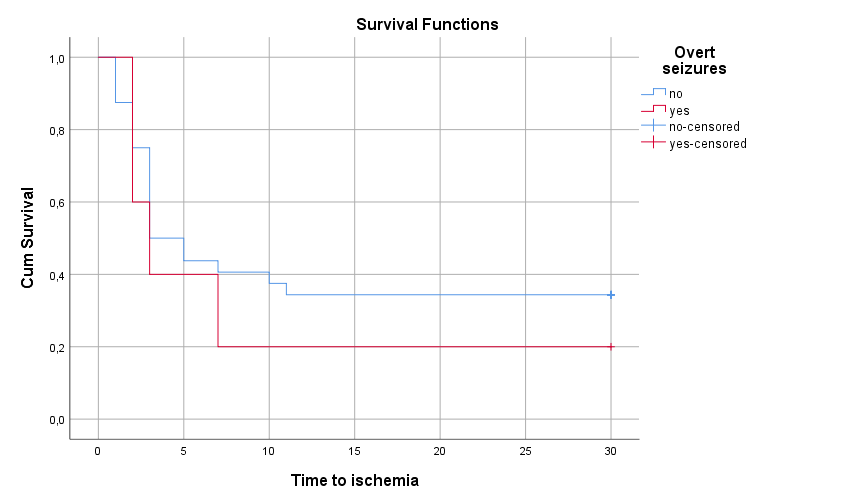 Survival Functions
Overt
seizures
no
yes
no-censored
yes-censored
Cum Survival
1,0
0,8
0,6
0,4
0,2
0,0
0 5 10 15 20 25 30
Time to ischemia